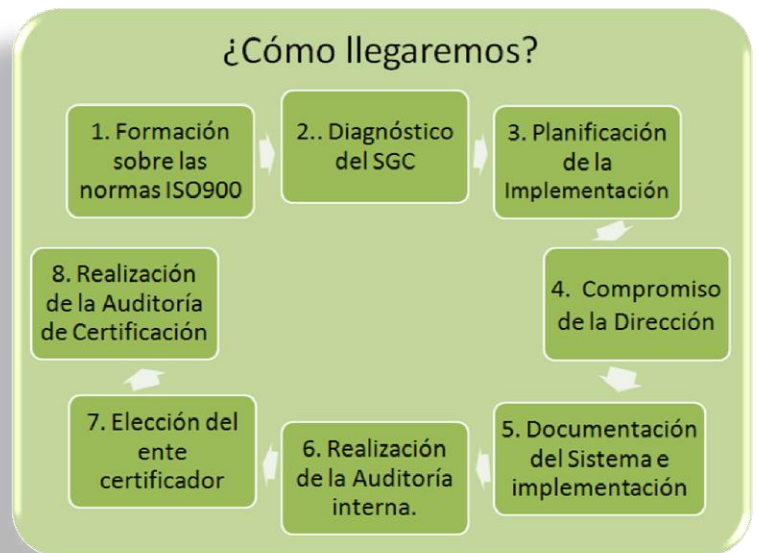 ¿Cómo llegaremos?
1. Formación
sobre las
normas ISO900
2.. Diagnóstico
del SGC
3. Planificación
de la
Implementación
4. Compromiso
de la Dirección
5. Documentación
del Sistema e
implementación
6. Realización
de la Auditoría
interna.
7. Elección del
ente
certificador
8. Realización
de la Auditoría
de Certificación